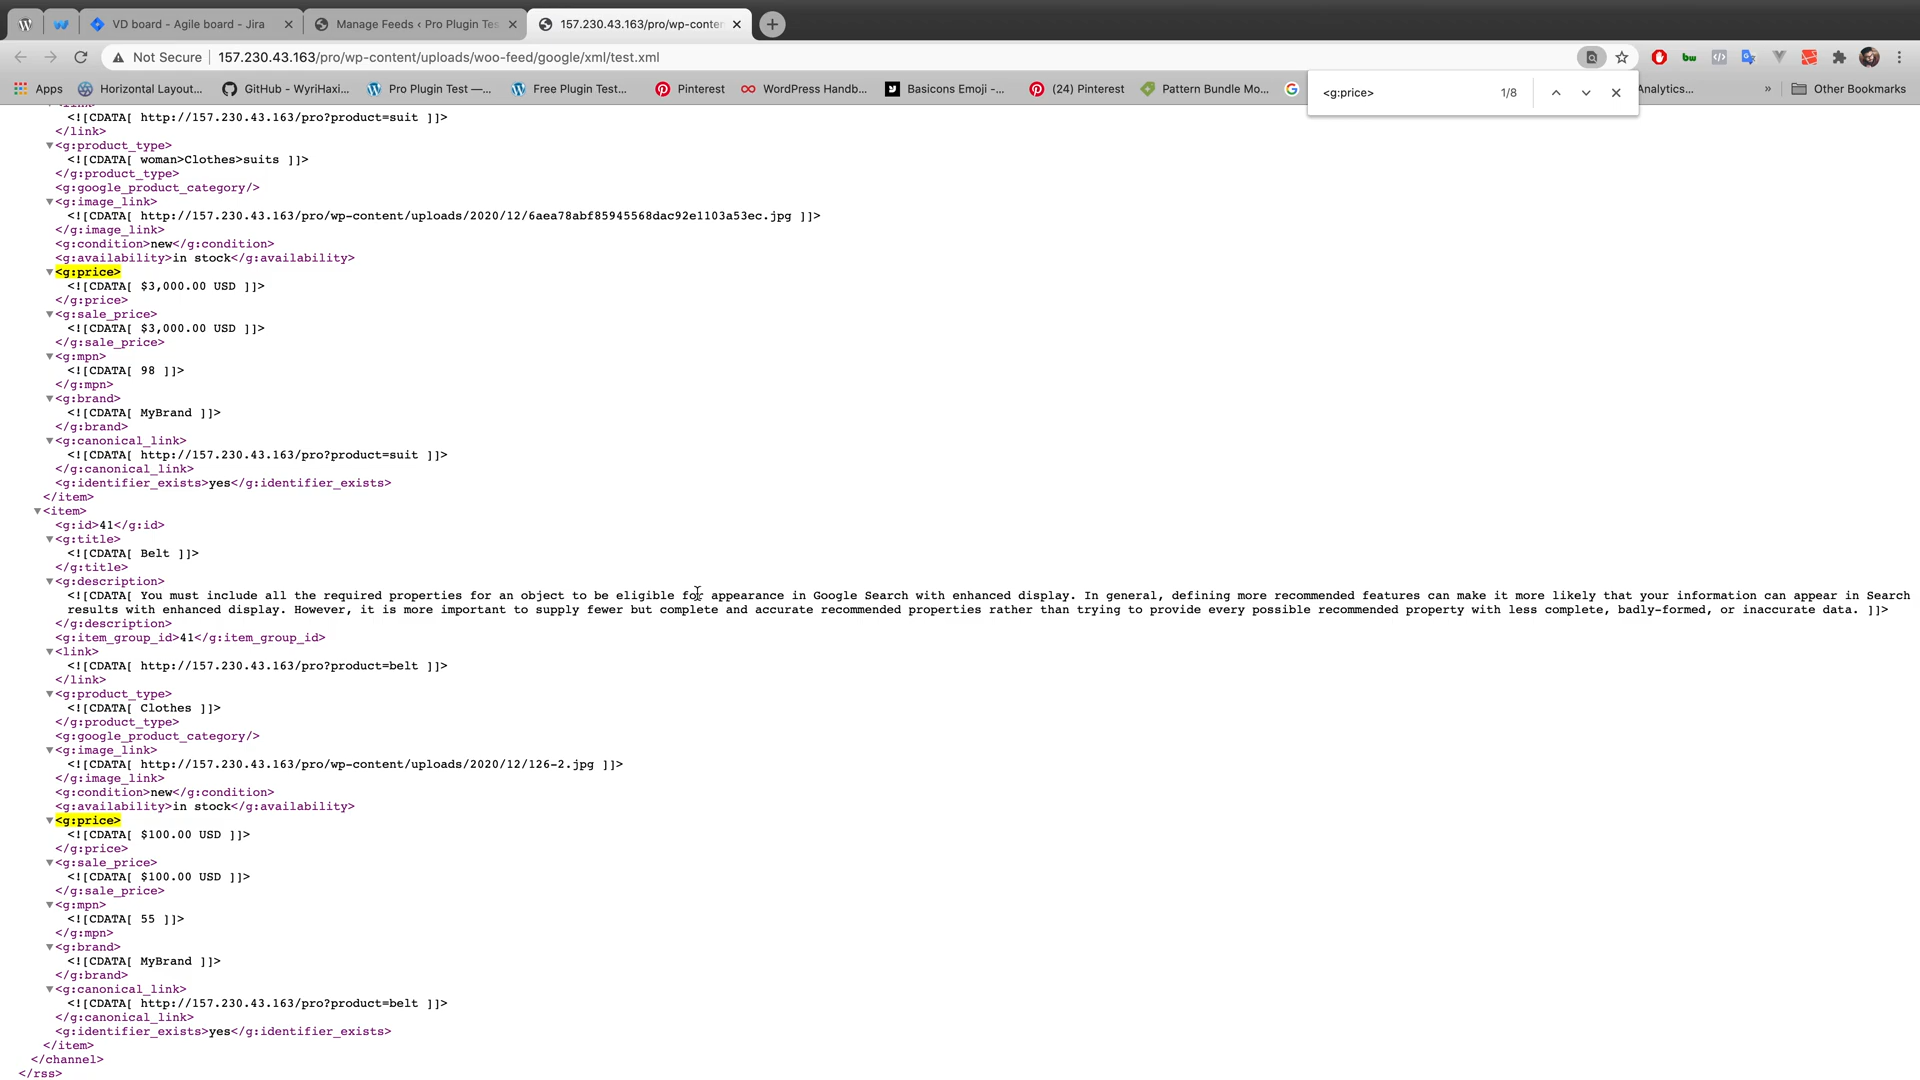 VD board - Agile board - Jira
Manage Feeds ‹ Pro Plugin Tes
157.230.43.163/pro/wp-conten
Not Secure
157.230.43.163/pro/wp-content/uploads/woo-feed/google/xml/test.xml
Apps
Horizontal Layout...
GitHub - WyriHaxi...
Pro Plugin Test —...
Free Plugin Test...
Pinterest
WordPress Handb...
Basicons Emoji -...
(24) Pinterest
Pattern Bundle Mo...
Analytics...
»
Other Bookmarks
<g:price>
1/8
<link>
<![CDATA[ http://157.230.43.163/pro?product=suit ]]>
</link>
<g:product_type>
<![CDATA[ woman>Clothes>suits ]]>
</g:product_type>
<g:google_product_category/>
<g:image_link>
<![CDATA[ http://157.230.43.163/pro/wp-content/uploads/2020/12/6aea78abf85945568dac92e1103a53ec.jpg ]]>
</g:image_link>
<g:condition>new</g:condition>
<g:availability>in stock</g:availability>
<g:price>
<![CDATA[ $3,000.00 USD ]]>
</g:price>
<g:sale_price>
<![CDATA[ $3,000.00 USD ]]>
</g:sale_price>
<g:mpn>
<![CDATA[ 98 ]]>
</g:mpn>
<g:brand>
<![CDATA[ MyBrand ]]>
</g:brand>
<g:canonical_link>
<![CDATA[ http://157.230.43.163/pro?product=suit ]]>
</g:canonical_link>
<g:identifier_exists>yes</g:identifier_exists>
</item>
<item>
<g:id>41</g:id>
<g:title>
<![CDATA[ Belt ]]>
</g:title>
<g:description>
<![CDATA[ You must include all the required properties for an object to be eligible for appearance in Google Search with enhanced display. In general, defining more recommended features can make it more likely that your information can appear in Search
results with enhanced display. However, it is more important to supply fewer but complete and accurate recommended properties rather than trying to provide every possible recommended property with less complete, badly-formed, or inaccurate data. ]]>
</g:description>
<g:item_group_id>41</g:item_group_id>
<link>
<![CDATA[ http://157.230.43.163/pro?product=belt ]]>
</link>
<g:product_type>
<![CDATA[ Clothes ]]>
</g:product_type>
<g:google_product_category/>
<g:image_link>
<![CDATA[ http://157.230.43.163/pro/wp-content/uploads/2020/12/126-2.jpg ]]>
</g:image_link>
<g:condition>new</g:condition>
<g:availability>in stock</g:availability>
<g:price>
<![CDATA[ $100.00 USD ]]>
</g:price>
<g:sale_price>
<![CDATA[ $100.00 USD ]]>
</g:sale_price>
<g:mpn>
<![CDATA[ 55 ]]>
</g:mpn>
<g:brand>
<![CDATA[ MyBrand ]]>
</g:brand>
<g:canonical_link>
<![CDATA[ http://157.230.43.163/pro?product=belt ]]>
</g:canonical_link>
<g:identifier_exists>yes</g:identifier_exists>
</item>
</channel>
</rss>